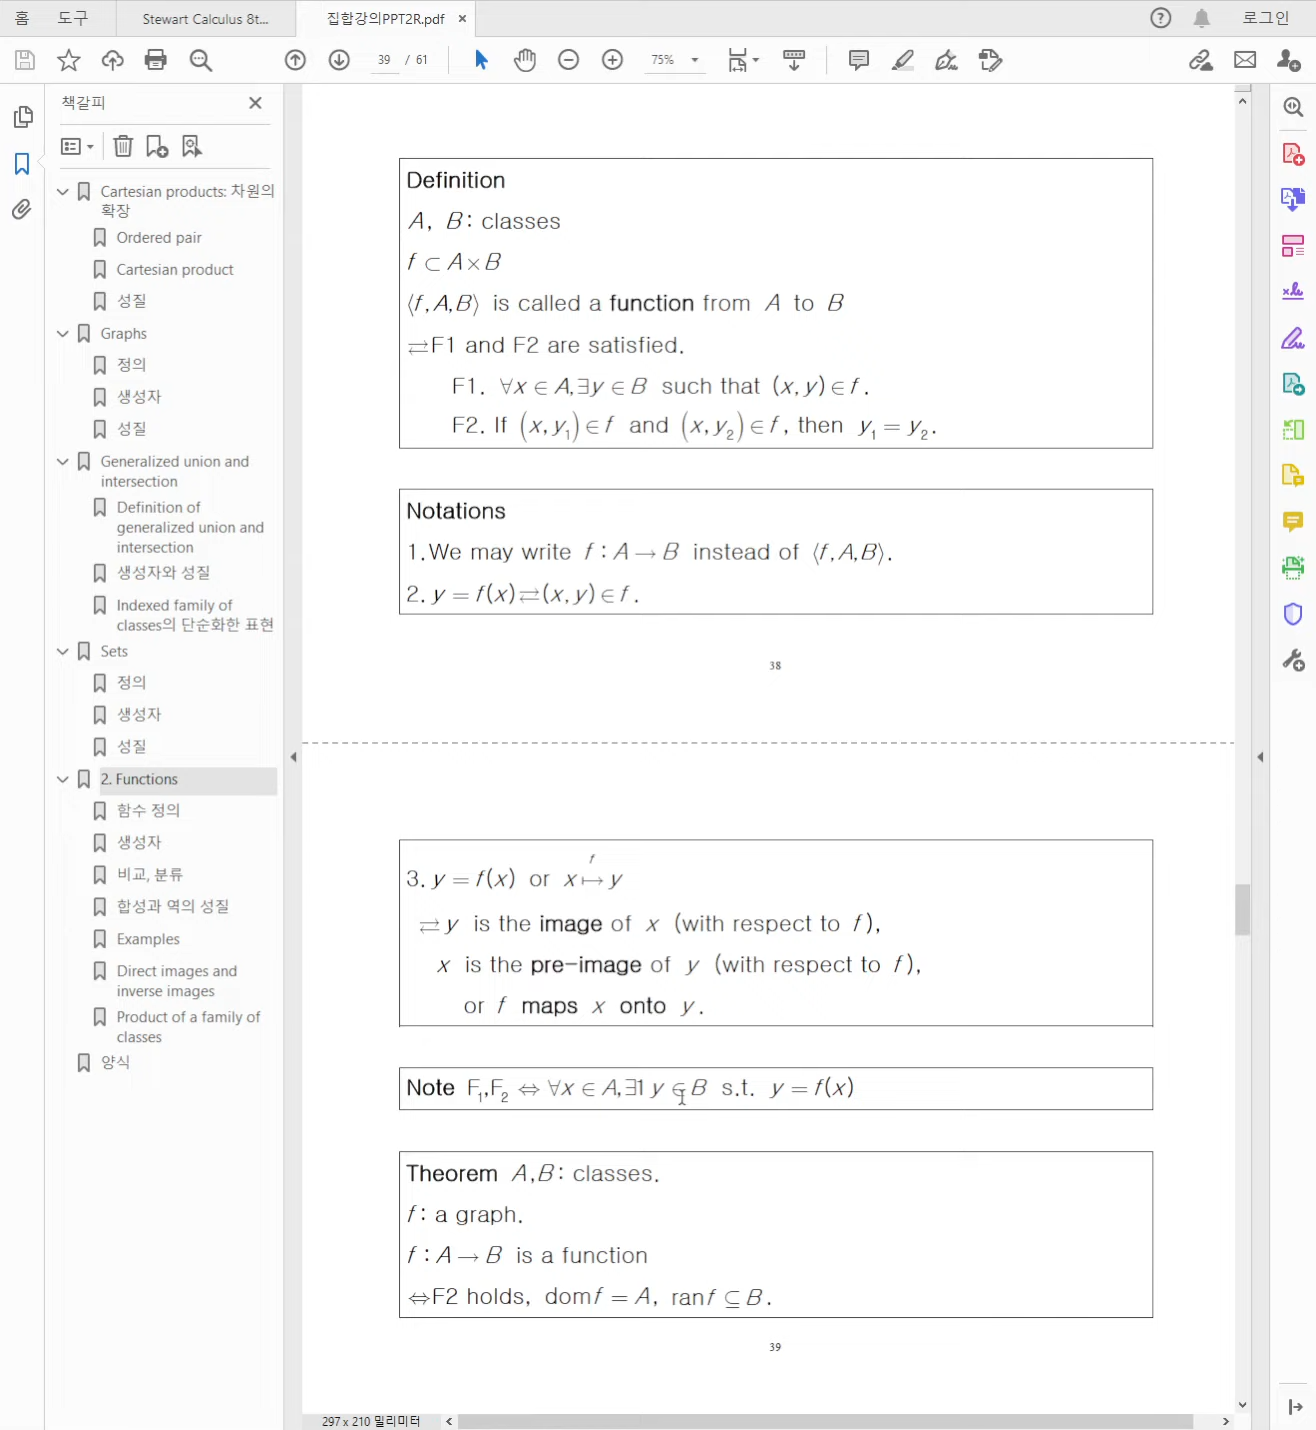 홈 도구 Stewart Calculus 8t... 집합강의PPT2R.pdf × 로그인
39 / 61 75%
책갈피
Cartesian products: 차원의
확장
Ordered pair
Cartesian product
성질
Graphs
정의
생성자
성질
Generalized union and
intersection
Definition of
generalized union and
intersection
생성자와 성질
Indexed family of
classes의 단순화한 표현
Sets
정의
생성자
성질
2. Functions
함수 정의
생성자
비교, 분류
합성과 역의 성질
Examples
Direct images and
inverse images
Product of a family of
classes
양식
Definition
A, B: classes
f ⊂ A×B
⟨f,A,B⟩ is called a function from A to B
⇄F1 and F2 are satisfied.
F1. ∀x∈A,∃y∈B such that (x,y)∈f.
F2. If (x,y₁)∈f and (x,y₂)∈f, then y₁=y₂.
Notations
1.We may write f:A→B instead of ⟨f,A,B⟩.
2. y=f(x)⇄(x,y)∈f.
38
3. y=f(x) or x f↦ y
⇄y is the image of x (with respect to f),
x is the pre-image of y (with respect to f),
or f maps x onto y.
Note F₁,F₂ ⇔ ∀x∈A,∃1y∈B s.t. y=f(x)
Theorem A,B: classes.
f: a graph.
f:A→B is a function
⇔F2 holds, domf=A, ranf⊆B.
39
297 x 210 밀리미터